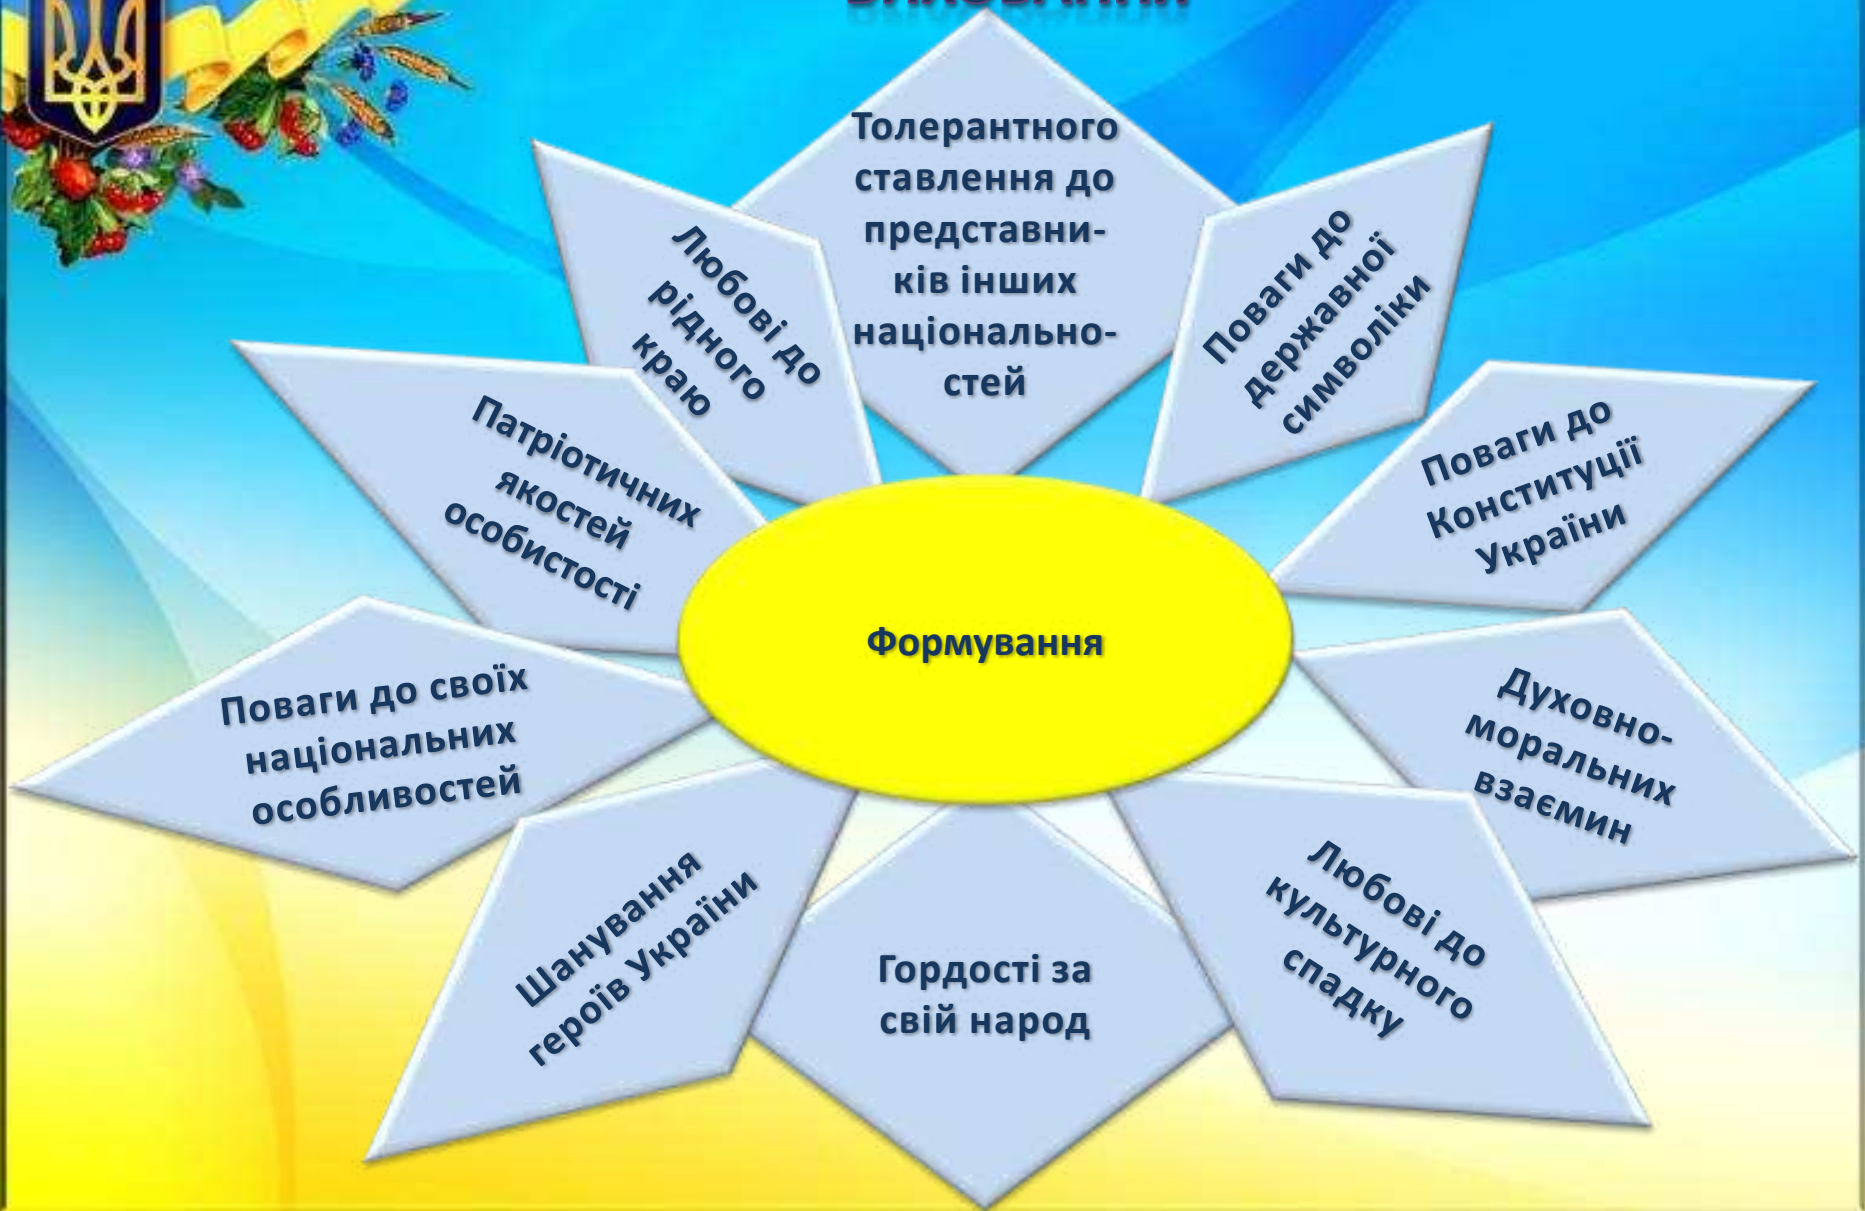 Толерантного
ставлення до
представни-
ків інших
національно-
стей
Поваги до
державної
символіки
Поваги до
Конституції
України
Духовно-
моральних
взаємин
Любові до
культурного
спадку
Гордості за
свій народ
Шанування
героїв України
Поваги до своїх
національних
особливостей
Патріотичних
якостей
особистості
Любові до
рідного
краю
Формування